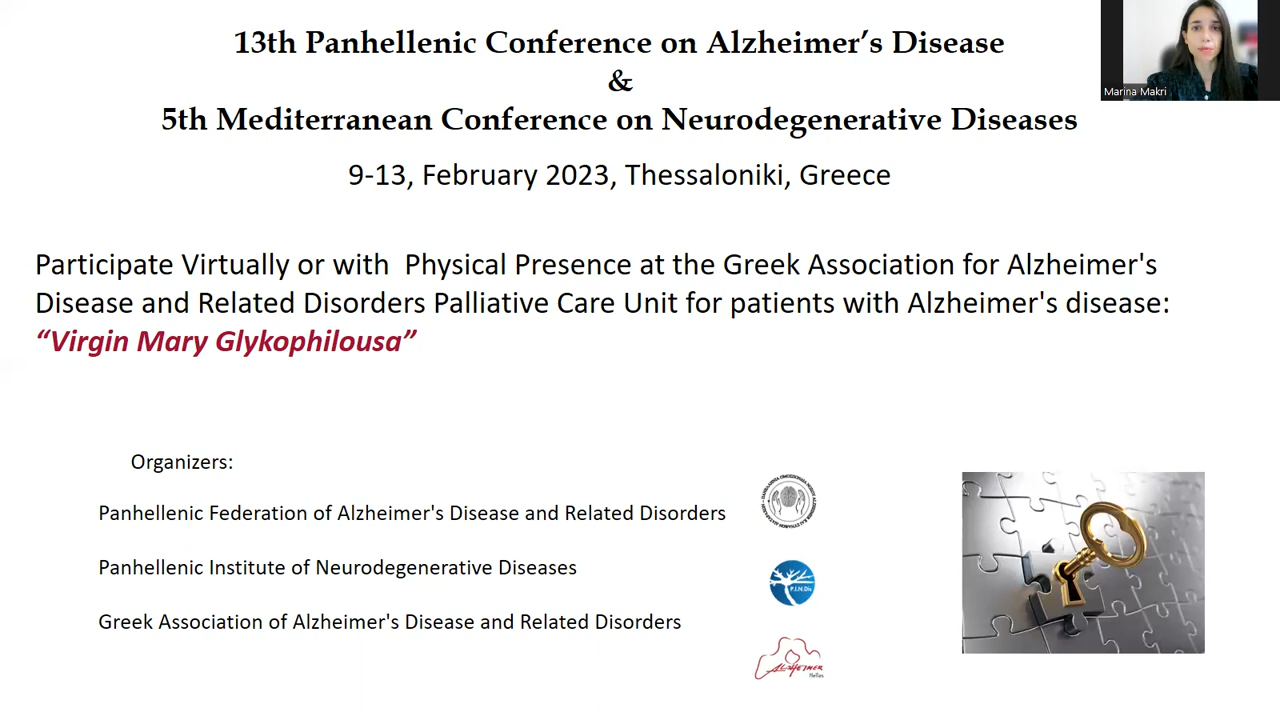 13th Panhellenic Conference on Alzheimer’s Disease
&
5th Mediterranean Conference on Neurodegenerative Diseases
9-13, February 2023, Thessaloniki, Greece
Marina Makri
Participate Virtually or with  Physical Presence at the Greek Association for Alzheimer's
Disease and Related Disorders Palliative Care Unit for patients with Alzheimer's disease:
“Virgin Mary Glykophilousa”
Organizers:
Panhellenic Federation of Alzheimer's Disease and Related Disorders
Panhellenic Institute of Neurodegenerative Diseases
P.I.N.Dis
Greek Association of Alzheimer's Disease and Related Disorders
ALZHEIMER
Hellas